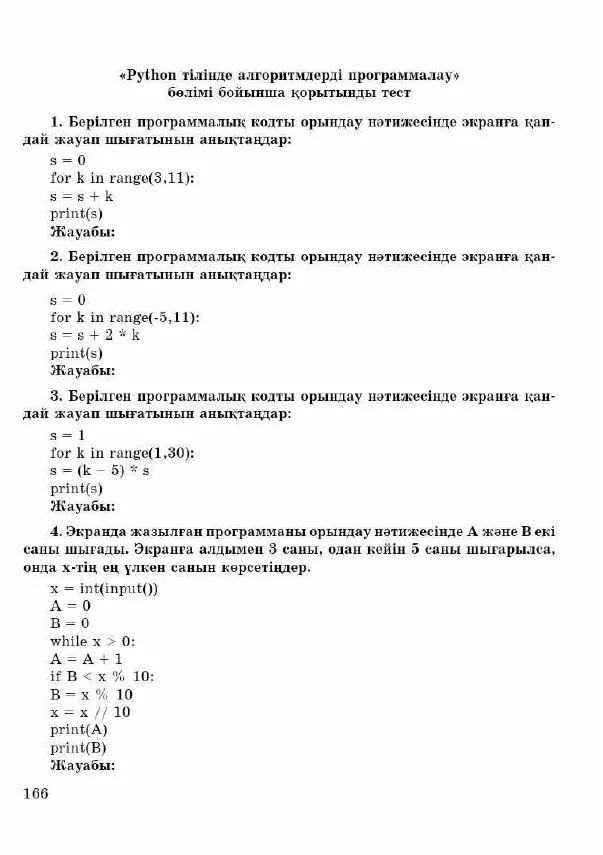 «Python тілінде алгоритмдерді программалау»
бөлімі бойынша қорытынды тест
1. Берілген программалық кодты орындау нәтижесінде экранға қан-
дай жауап шығатынын анықтаңдар:
s = 0
for k in range(3,11):
s = s + k
print(s)
Жауабы:
2. Берілген программалық кодты орындау нәтижесінде экранға қан-
дай жауап шығатынын анықтаңдар:
s = 0
for k in range(-5,11):
s = s + 2 * k
print(s)
Жауабы:
3. Берілген программалық кодты орындау нәтижесінде экранға қан-
дай жауап шығатынын анықтаңдар:
s = 1
for k in range(1,30):
s = (k – 5) * s
print(s)
Жауабы:
4. Экранда жазылған программаны орындау нәтижесінде А және В екі
саны шығады. Экранға алдымен 3 саны, одан кейін 5 саны шығарылса,
онда х-тің ең үлкен санын көрсетіңдер.
x = int(input())
A = 0
B = 0
while x > 0:
A = A + 1
if B < x % 10:
B = x % 10
x = x // 10
print(A)
print(B)
Жауабы:
166